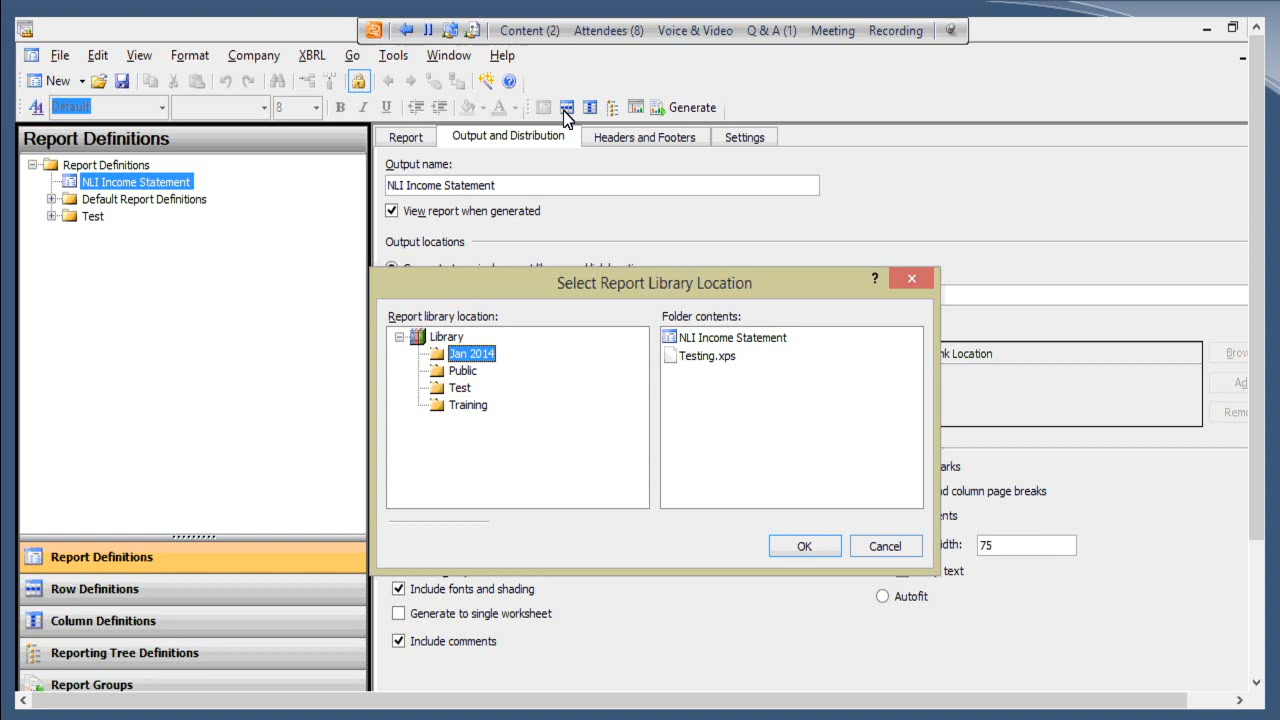 Content (2) Attendees (8) Voice & Video Q & A (1) Meeting Recording
File Edit View Format Company XBRL Go Tools Window Help
New
Default 8 B I U A Generate
Report Definitions
Report Definitions
NLI Income Statement
Default Report Definitions
Test
Report Output and Distribution Headers and Footers Settings
Output name:
NLI Income Statement
View report when generated
Output locations
Select Report Library Location ?
Report library location:
Library
Jan 2014
Public
Test
Training
Folder contents:
NLI Income Statement
Testing.xps
OK Cancel
nk Location
Brow
Ad
Remo
arks
d column page breaks
ents
idth: 75
text
Autofit
Include fonts and shading
Generate to single worksheet
Include comments
Report Definitions
Row Definitions
Column Definitions
Reporting Tree Definitions
Report Groups